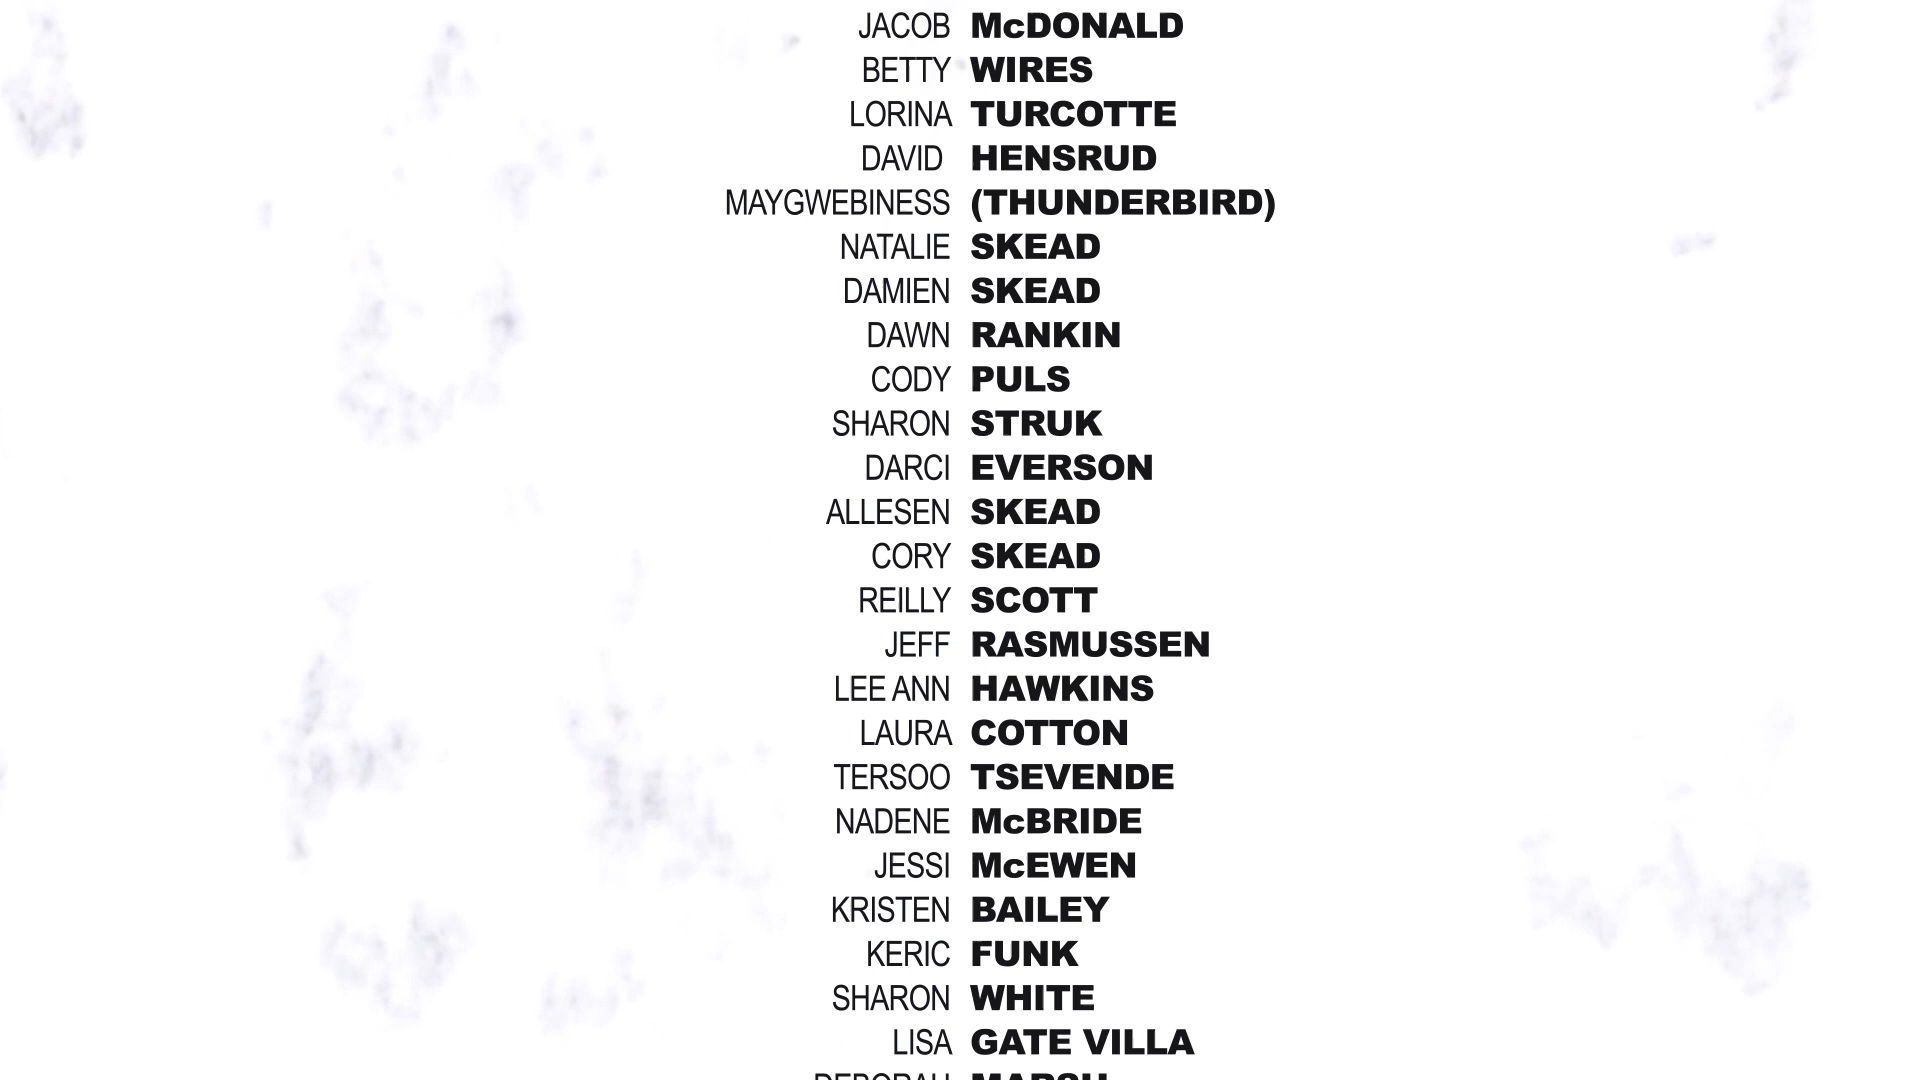 JACOB McDONALD
BETTY WIRES
LORINA TURCOTTE
DAVID HENSRUD
MAYGWEBINESS (THUNDERBIRD)
NATALIE SKEAD
DAMIEN SKEAD
DAWN RANKIN
CODY PULS
SHARON STRUK
DARCI EVERSON
ALLESEN SKEAD
CORY SKEAD
REILLY SCOTT
JEFF RASMUSSEN
LEE ANN HAWKINS
LAURA COTTON
TERSOO TSEVENDE
NADENE McBRIDE
JESSI McEWEN
KRISTEN BAILEY
KERIC FUNK
SHARON WHITE
LISA GATE VILLA
DEBORAH MARSH